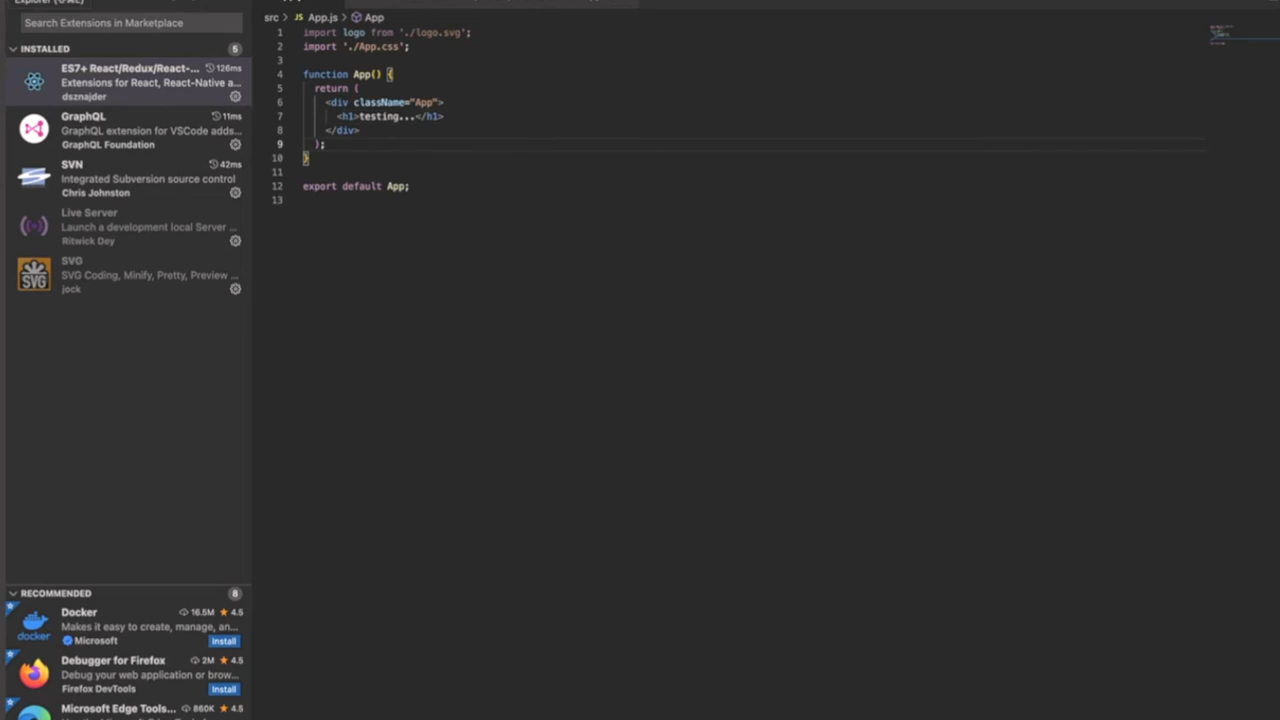 Explorer (⇧⌘E)
Search Extensions in Marketplace
INSTALLED 5
ES7+ React/Redux/React-... 126ms
Extensions for React, React-Native a...
dsznajder
GraphQL 11ms
GraphQL extension for VSCode adds...
GraphQL Foundation
SVN 42ms
Integrated Subversion source control
Chris Johnston
Live Server
Launch a development local Server ...
Ritwick Dey
SVG
SVG
SVG Coding, Minify, Pretty, Preview ...
jock
RECOMMENDED 8
Docker 16.5M ★ 4.5
Makes it easy to create, manage, an...
docker
Microsoft Install
Debugger for Firefox 2M ★ 4.5
Debug your web application or brow...
Firefox DevTools Install
Microsoft Edge Tools... 860K ★ 4.5
src > JS App.js > App
1 import logo from './logo.svg';
2 import './App.css';
3
4 function App() {
5 return (
6 <div className="App">
7 <h1>testing...</h1>
8 </div>
9 );
10 }
11
12 export default App;
13